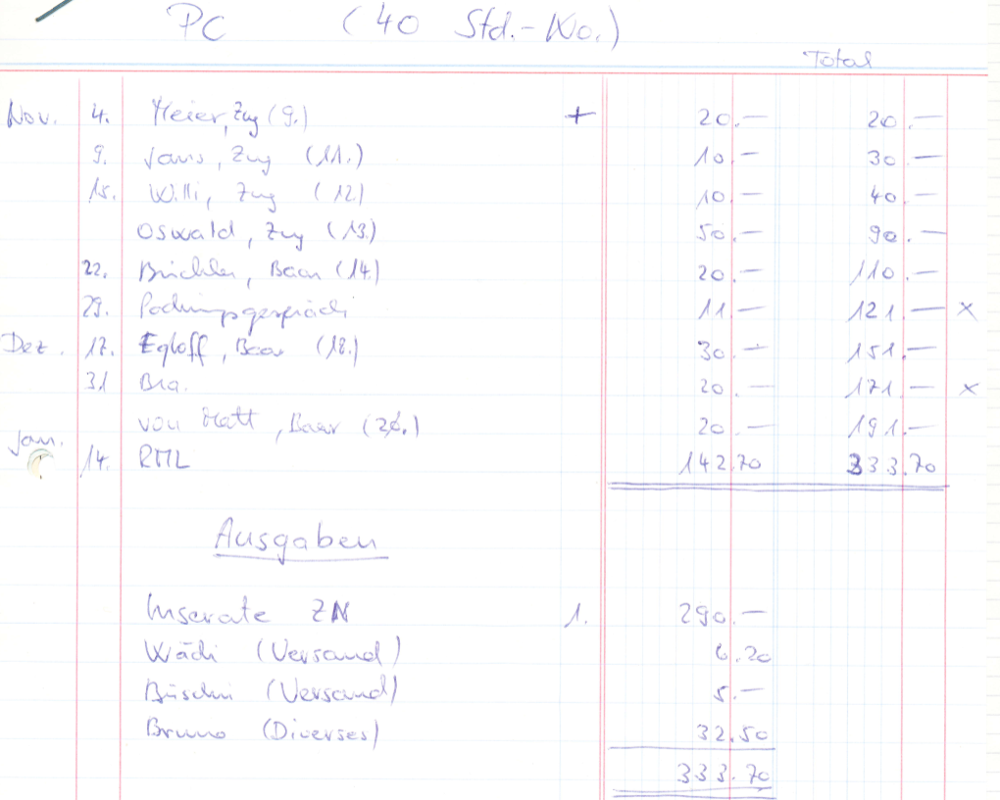 PC (40 Std.-Wo.)
Total
Nov. 4. Meier, Zug (9.) + 20.— 20.—
9. Jans, Zug (11.) 10.— 30.—
15. Willi, Zug (12.) 10.— 40.—
Oswald, Zug (13.) 50.— 90.—
22. Baar (14.) 20.— 110.—
29. 11.— 121.— x
Dez. 17. Egloff, Baar (18.) 30.— 151.—
31 Bra. 20.— 171.— x
von Matt, Baar 20.— 191.—
Jan. 14. RML 142.70 333.70
Ausgaben
Inserate ZN 1. 290.—
Wädi (Versand) 6.20
Büschi (Versand) 5.—
Bruno (Diverses) 32.50
333.70